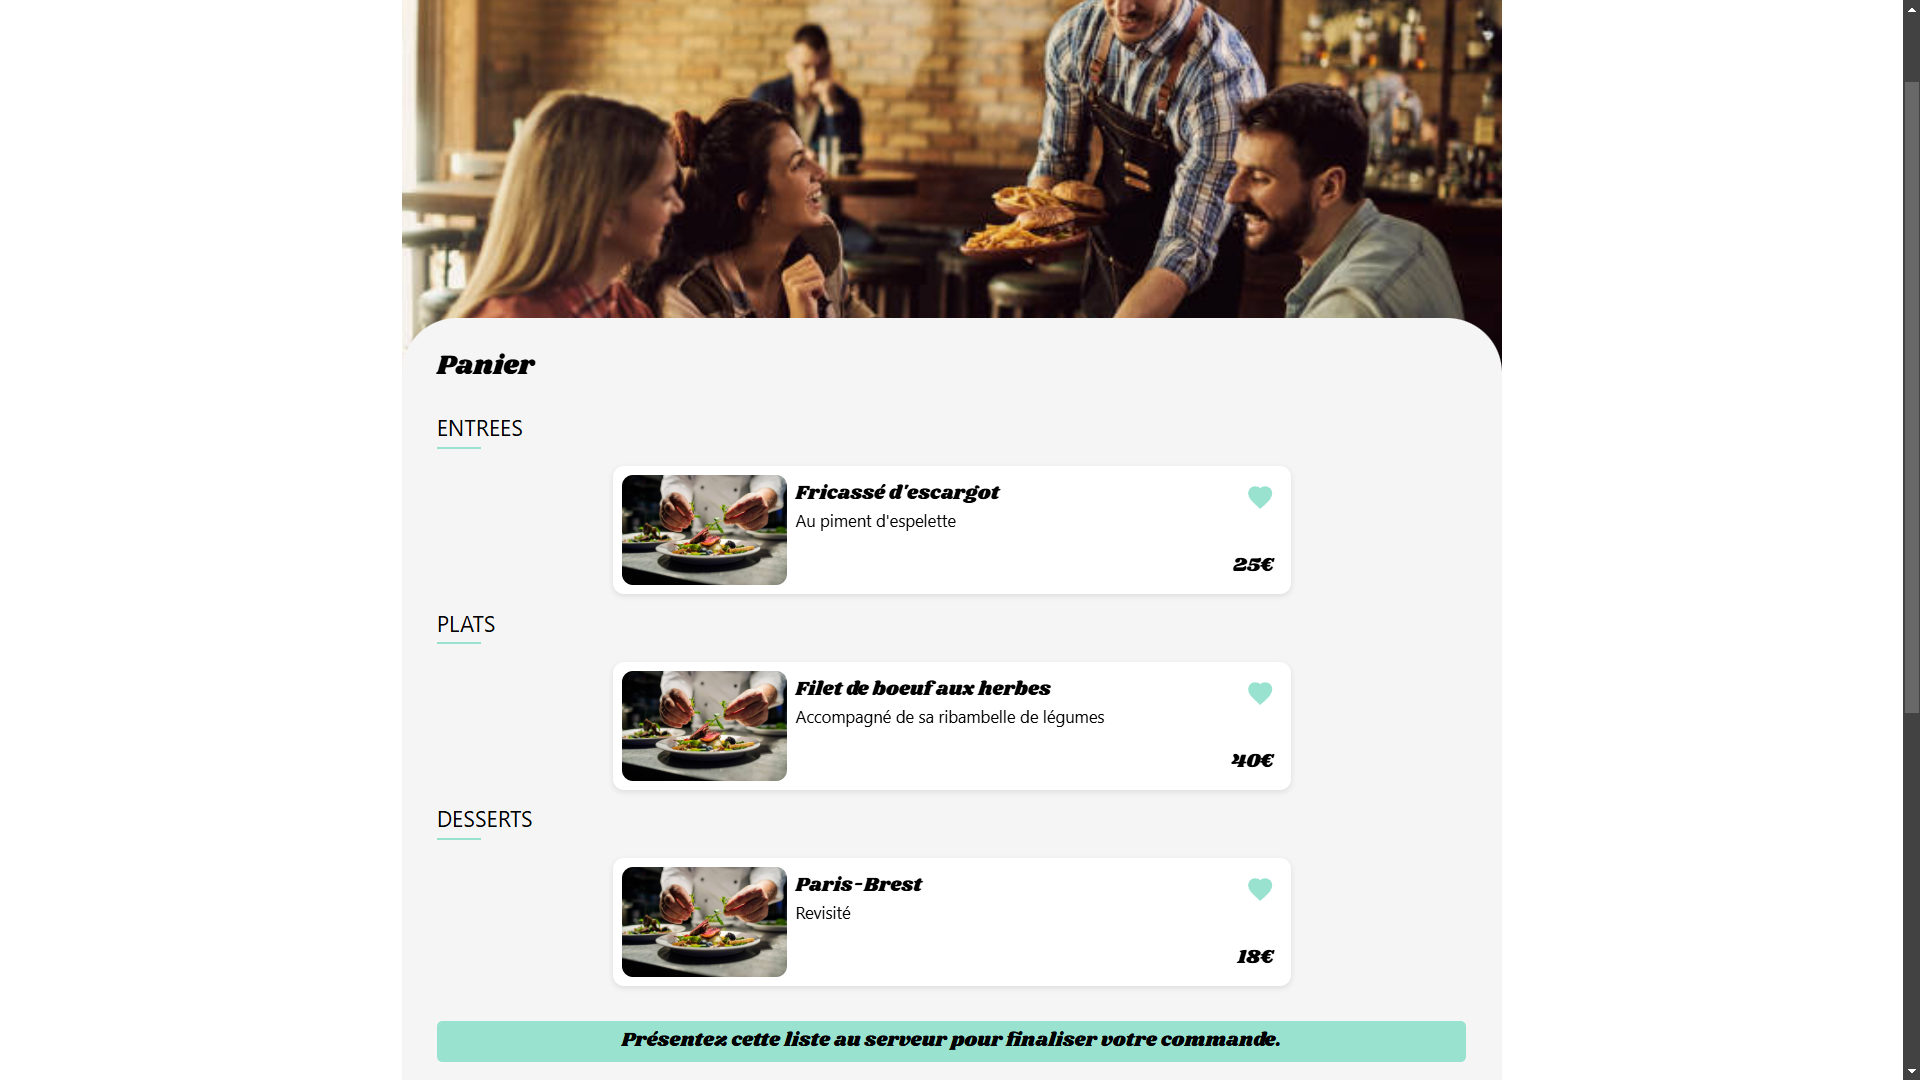 Panier
ENTREES
Fricassé d'escargot
Au piment d'espelette
25€
PLATS
Filet de boeuf aux herbes
Accompagné de sa ribambelle de légumes
40€
DESSERTS
Paris-Brest
Revisité
18€
Présentez cette liste au serveur pour finaliser votre commande.